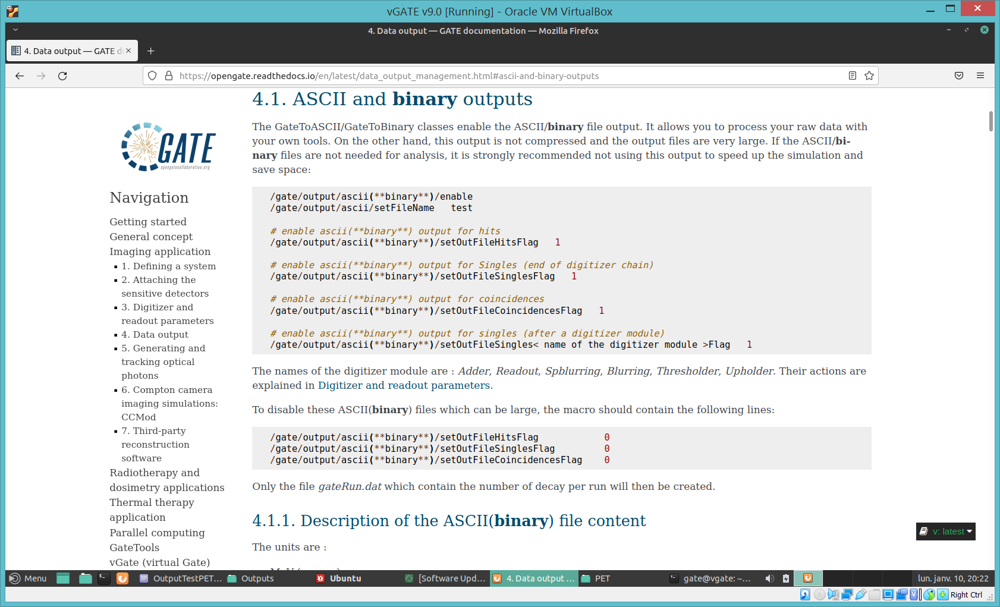 vGATE v9.0 [Running] - Oracle VM VirtualBox
4. Data output — GATE documentation — Mozilla Firefox
4. Data output — GATE do
https://opengate.readthedocs.io/en/latest/data_output_management.html#ascii-and-binary-outputs
GATE
opengatecollaboration.org
Navigation
Getting started
General concept
Imaging application
1. Defining a system
2. Attaching the
sensitive detectors
3. Digitizer and
readout parameters
4. Data output
5. Generating and
tracking optical
photons
6. Compton camera
imaging simulations:
CCMod
7. Third-party
reconstruction
software
Radiotherapy and
dosimetry applications
Thermal therapy
application
Parallel computing
GateTools
vGate (virtual Gate)
4.1. ASCII and binary outputs
The GateToASCII/GateToBinary classes enable the ASCII/binary file output. It allows you to process your raw data with
your own tools. On the other hand, this output is not compressed and the output files are very large. If the ASCII/bi-
nary files are not needed for analysis, it is strongly recommended not using this output to speed up the simulation and
save space:
/gate/output/ascii(**binary**)/enable
/gate/output/ascii/setFileName   test
# enable ascii(**binary**) output for hits
/gate/output/ascii(**binary**)/setOutFileHitsFlag   1
# enable ascii(**binary**) output for Singles (end of digitizer chain)
/gate/output/ascii(**binary**)/setOutFileSinglesFlag   1
# enable ascii(**binary**) output for coincidences
/gate/output/ascii(**binary**)/setOutFileCoincidencesFlag   1
# enable ascii(**binary**) output for singles (after a digitizer module)
/gate/output/ascii(**binary**)/setOutFileSingles< name of the digitizer module >Flag   1
The names of the digitizer module are : Adder, Readout, Spblurring, Blurring, Thresholder, Upholder. Their actions are
explained in Digitizer and readout parameters.
To disable these ASCII(binary) files which can be large, the macro should contain the following lines:
/gate/output/ascii(**binary**)/setOutFileHitsFlag            0
/gate/output/ascii(**binary**)/setOutFileSinglesFlag         0
/gate/output/ascii(**binary**)/setOutFileCoincidencesFlag    0
Only the file gateRun.dat which contain the number of decay per run will then be created.
4.1.1. Description of the ASCII(binary) file content
The units are :
v: latest
Menu OutputTestPET... Outputs Ubuntu [Software Upd... 4. Data output ... PET gate@vgate: ~... lun. janv. 10, 20:22
Right Ctrl